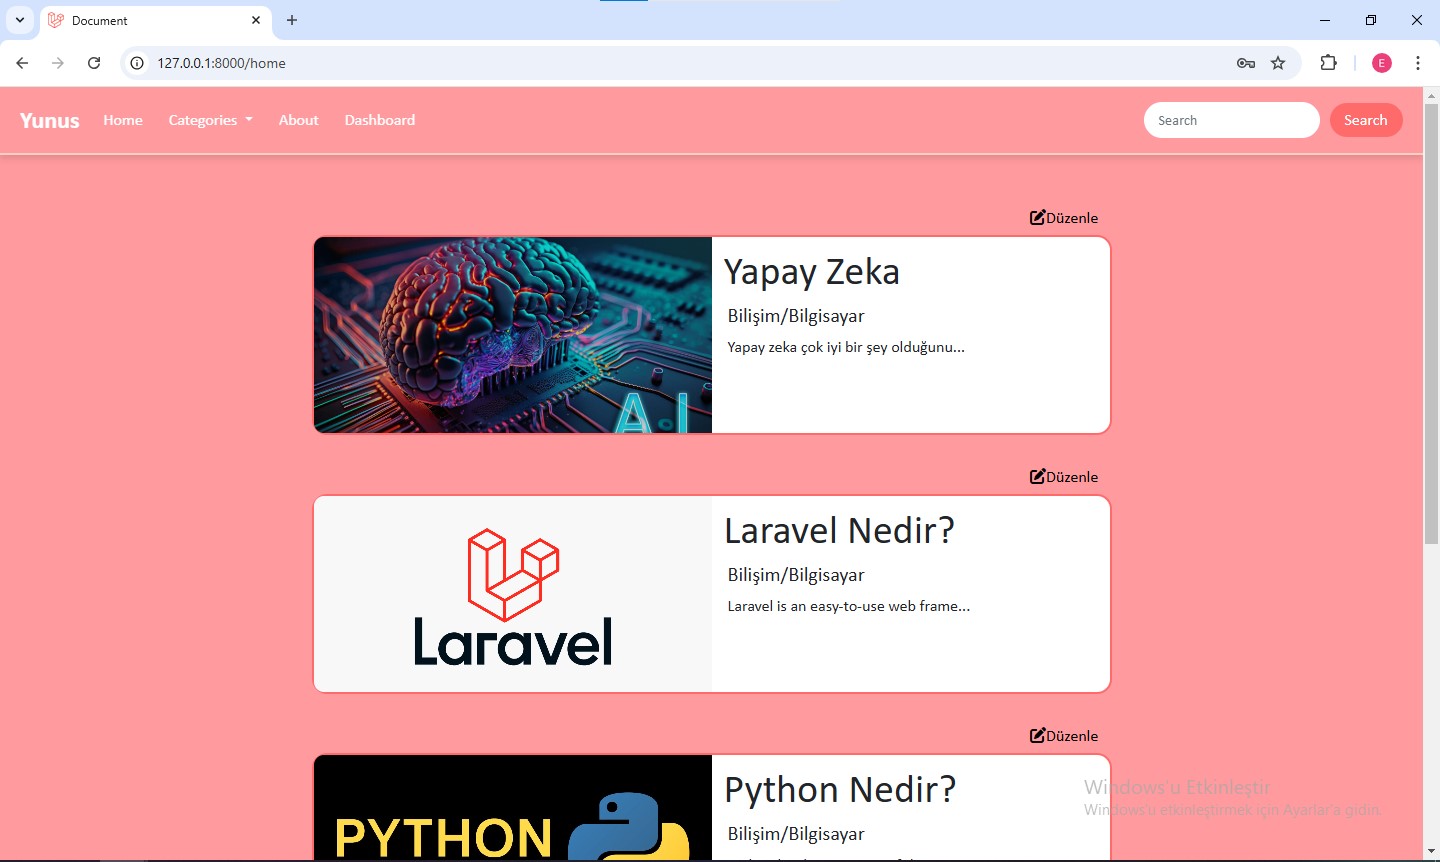 Document
127.0.0.1:8000/home
E
Yunus Home Categories About Dashboard Search Search
Düzenle
AI
Yapay Zeka
Bilişim/Bilgisayar
Yapay zeka çok iyi bir şey olduğunu...
Düzenle
Laravel
Laravel Nedir?
Bilişim/Bilgisayar
Laravel is an easy-to-use web frame...
Düzenle
PYTHON
Python Nedir?
Bilişim/Bilgisayar
Windows'u Etkinleştir
Windows'u etkinleştirmek için Ayarlar'a gidin.